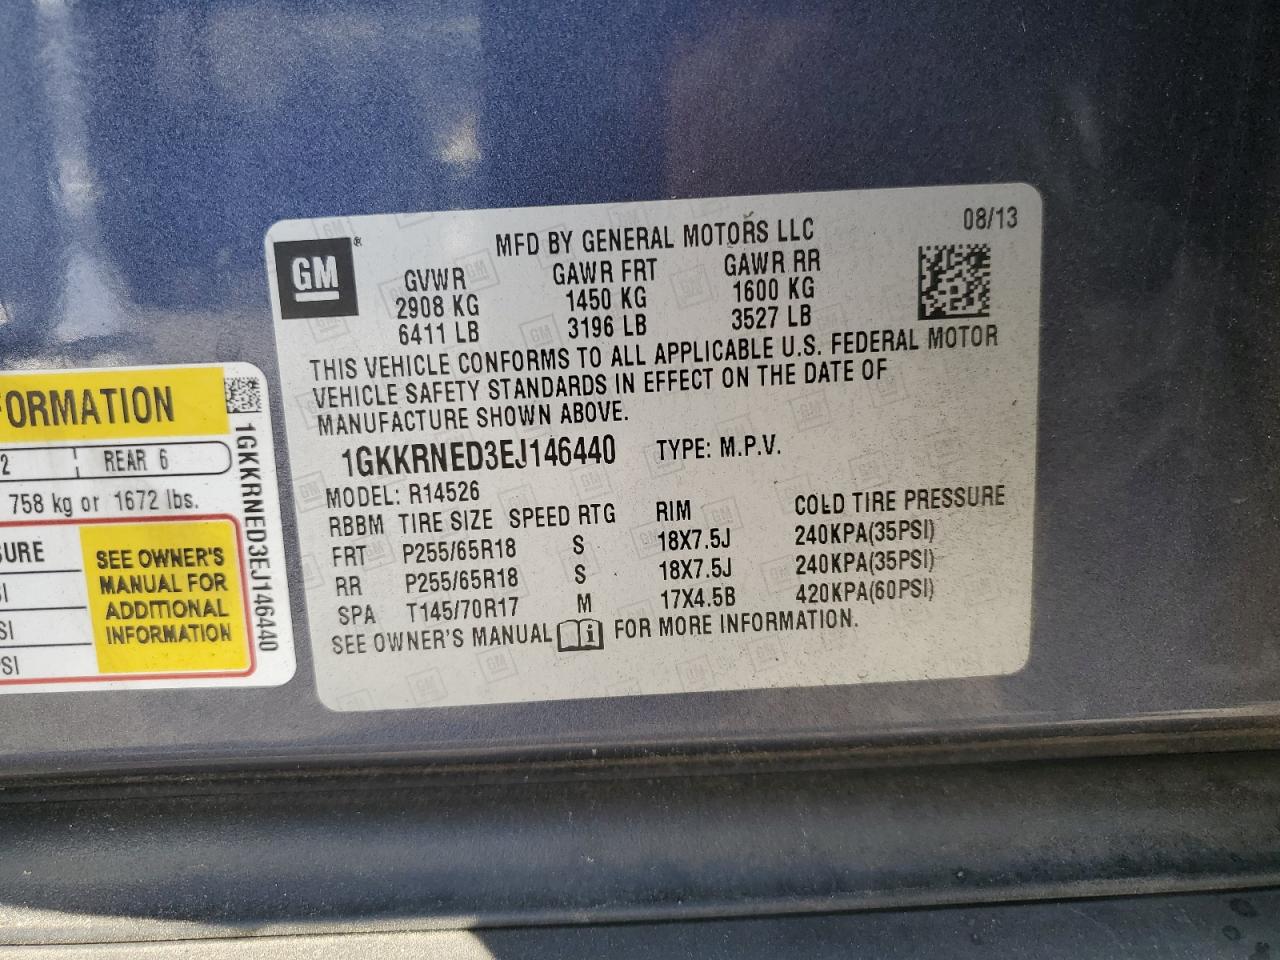 08/13
GM®
MFD BY GENERAL MOTORS LLC
GVWR GAWR FRT GAWR RR
2908 KG 1450 KG 1600 KG
6411 LB 3196 LB 3527 LB
THIS VEHICLE CONFORMS TO ALL APPLICABLE U.S. FEDERAL MOTOR
VEHICLE SAFETY STANDARDS IN EFFECT ON THE DATE OF
MANUFACTURE SHOWN ABOVE.
1GKKRNED3EJ146440 TYPE: M.P.V.
MODEL: R14526
RBBM TIRE SIZE SPEED RTG RIM COLD TIRE PRESSURE
FRT P255/65R18 S 18X7.5J 240KPA(35PSI)
RR P255/65R18 S 18X7.5J 240KPA(35PSI)
SPA T145/70R17 M 17X4.5B 420KPA(60PSI)
SEE OWNER'S MANUAL i FOR MORE INFORMATION.
FORMATION
2 REAR 6
758 kg or 1672 lbs.
SURE
SI
SI
PSI
SEE OWNER'S
MANUAL FOR
ADDITIONAL
INFORMATION
1GKKRNED3EJ146440